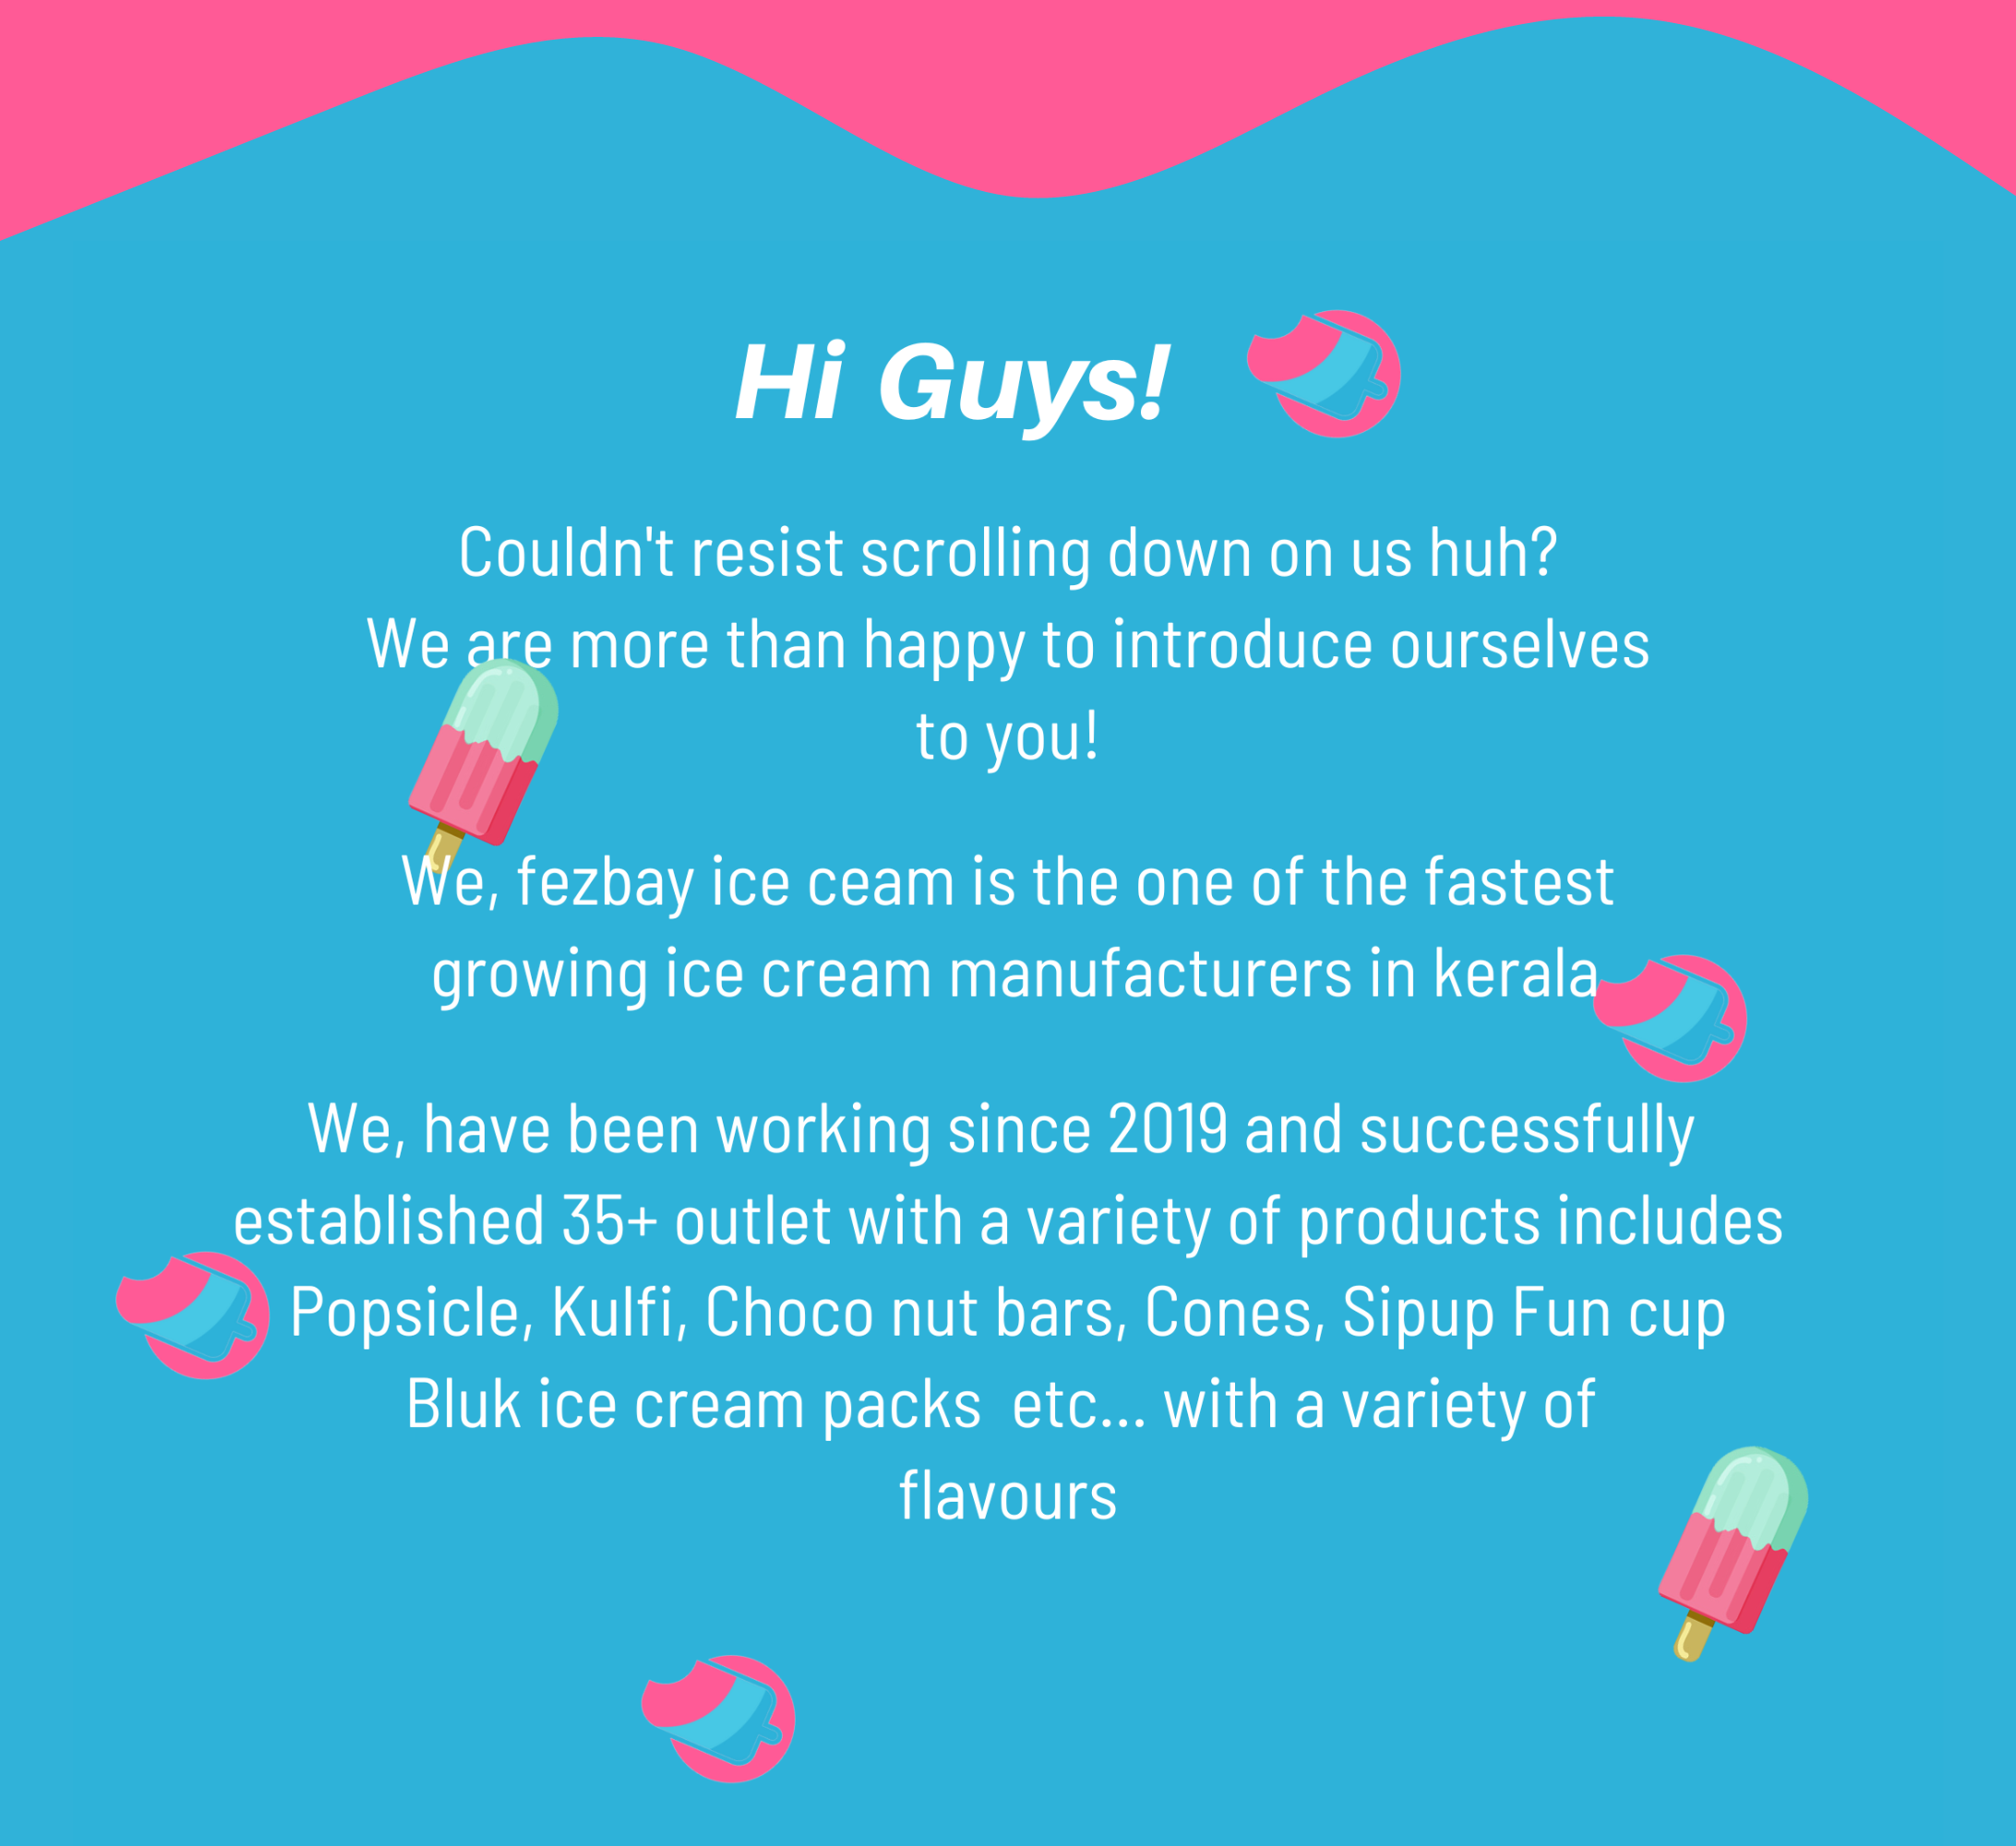 Hi Guys!
Couldn't resist scrolling down on us huh?
We are more than happy to introduce ourselves
to you!
We, fezbay ice ceam is the one of the fastest
growing ice cream manufacturers in kerala
We, have been working since 2019 and successfully
established 35+ outlet with a variety of products includes
Popsicle, Kulfi, Choco nut bars, Cones, Sipup Fun cup
Bluk ice cream packs  etc... with a variety of
flavours